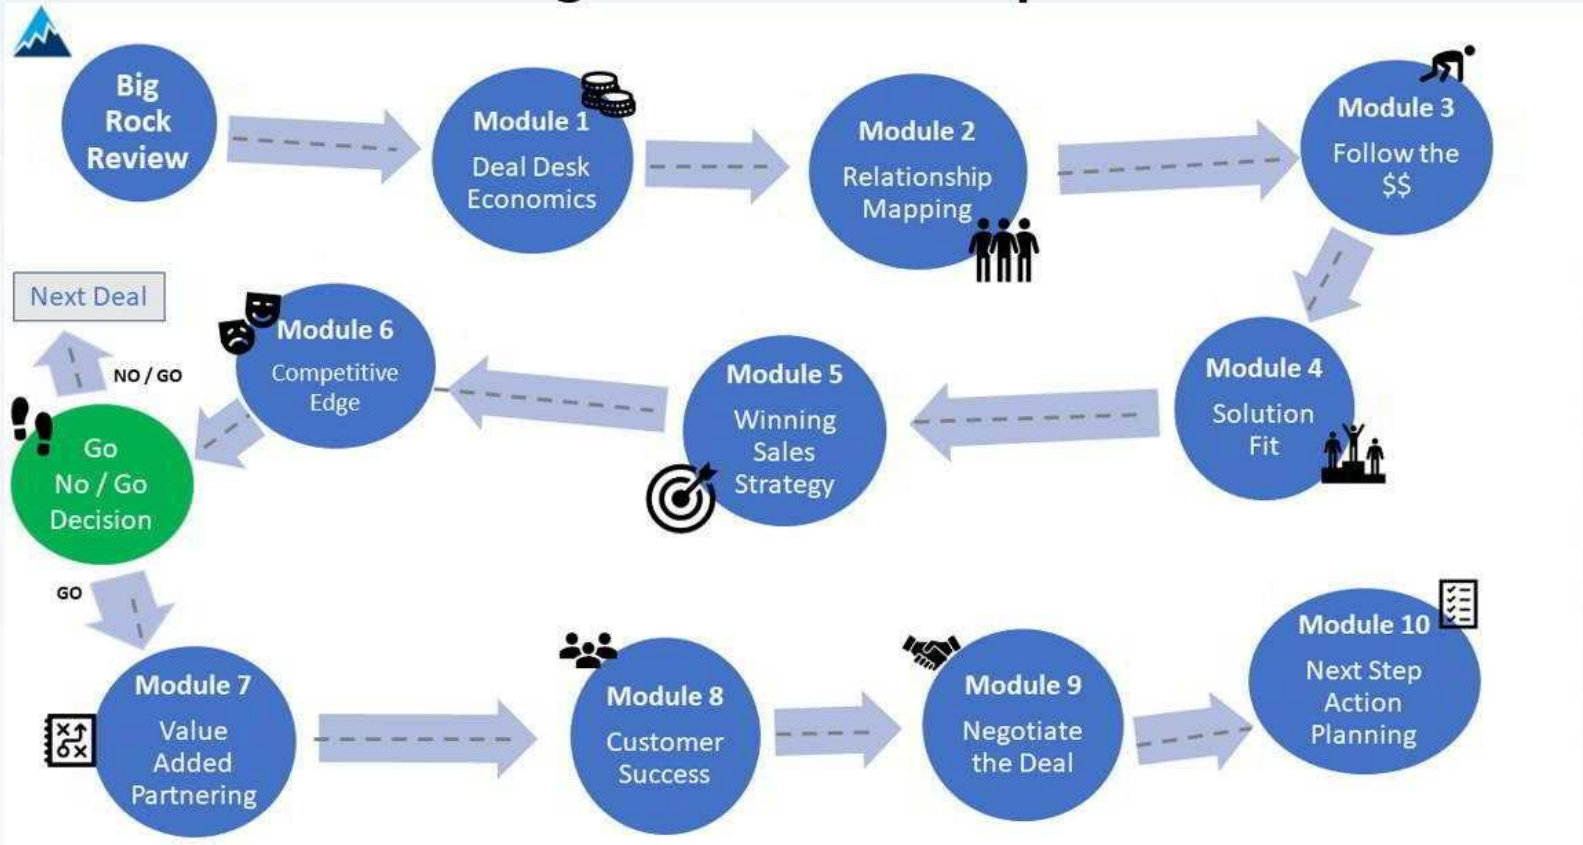 Big
Rock
Review
Module 1
Deal Desk
Economics
Module 2
Relationship
Mapping
Module 3
Follow the
$$
Module 4
Solution
Fit
Module 5
Winning
Sales
Strategy
Module 6
Competitive
Edge
Go
No / Go
Decision
NO / GO
Next Deal
GO
Module 7
Value
Added
Partnering
Module 8
Customer
Success
Module 9
Negotiate
the Deal
Module 10
Next Step
Action
Planning